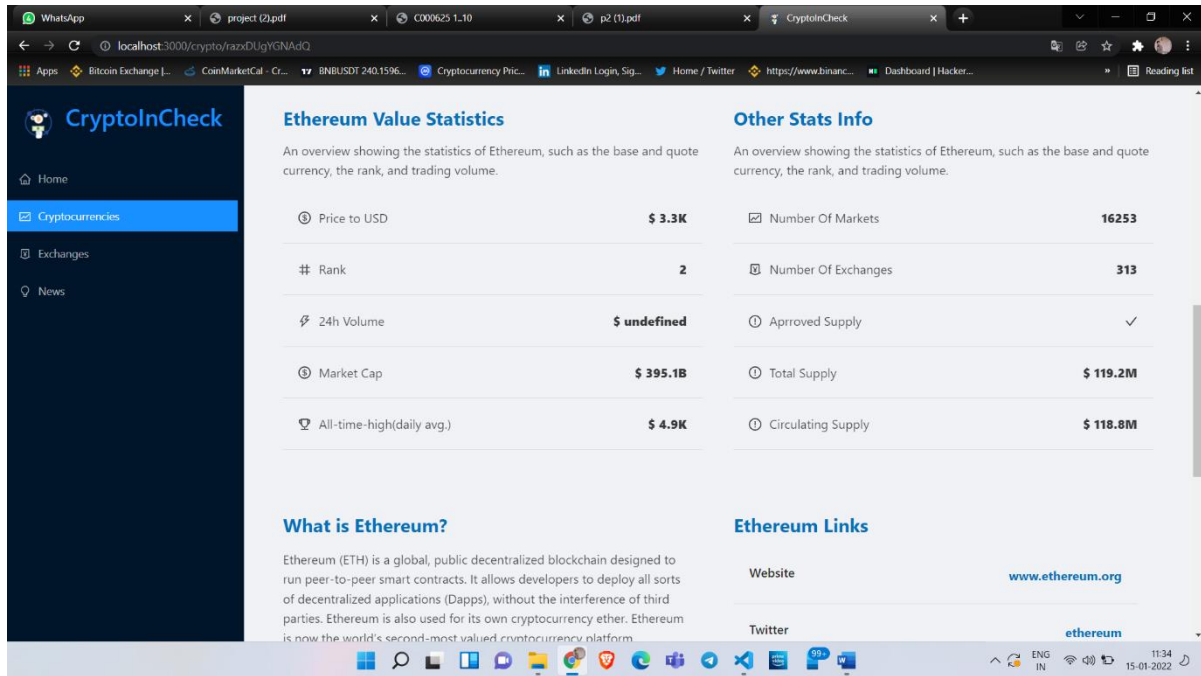 WhatsApp
project (2).pdf
C000625 1..10
p2 (1).pdf
CryptoInCheck
localhost:3000/crypto/razxDUgYGNAdQ
Apps
Bitcoin Exchange |...
CoinMarketCal - Cr...
BNBUSDT 240.1596...
Cryptocurrency Pric...
LinkedIn Login, Sig...
Home / Twitter
https://www.binanc...
Dashboard | Hacker...
»
Reading list
CryptoInCheck
Home
Cryptocurrencies
Exchanges
News
Ethereum Value Statistics
An overview showing the statistics of Ethereum, such as the base and quote
currency, the rank, and trading volume.
Price to USD $ 3.3K
Rank 2
24h Volume $ undefined
Market Cap $ 395.1B
All-time-high(daily avg.) $ 4.9K
Other Stats Info
An overview showing the statistics of Ethereum, such as the base and quote
currency, the rank, and trading volume.
Number Of Markets 16253
Number Of Exchanges 313
Aprroved Supply
Total Supply $ 119.2M
Circulating Supply $ 118.8M
What is Ethereum?
Ethereum (ETH) is a global, public decentralized blockchain designed to
run peer-to-peer smart contracts. It allows developers to deploy all sorts
of decentralized applications (Dapps), without the interference of third
parties. Ethereum is also used for its own cryptocurrency ether. Ethereum
is now the world's second-most valued cryptocurrency platform
Ethereum Links
Website www.ethereum.org
Twitter ethereum
99+
ENG
IN
11:34
15-01-2022